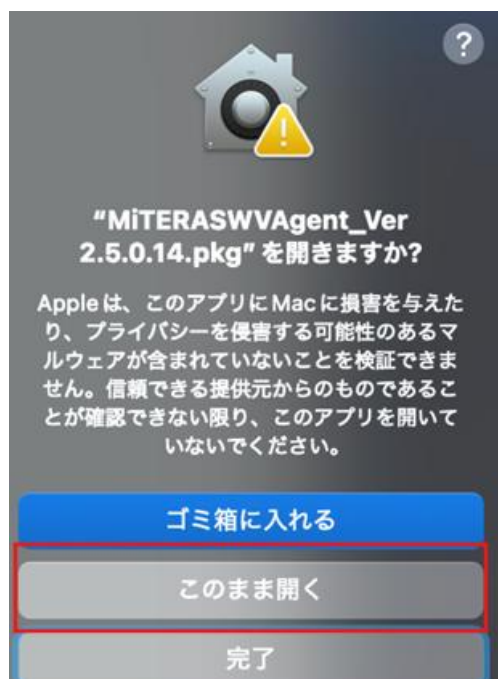 ?
“MiTERASWVAgent_Ver
2.5.0.14.pkg” を開きますか?
Appleは、このアプリにMacに損害を与えた
り、プライバシーを侵害する可能性のあるマ
ルウェアが含まれていないことを検証できま
せん。信頼できる提供元からのものであるこ
とが確認できない限り、このアプリを開いて
いないでください。
ゴミ箱に入れる
このまま開く
完了